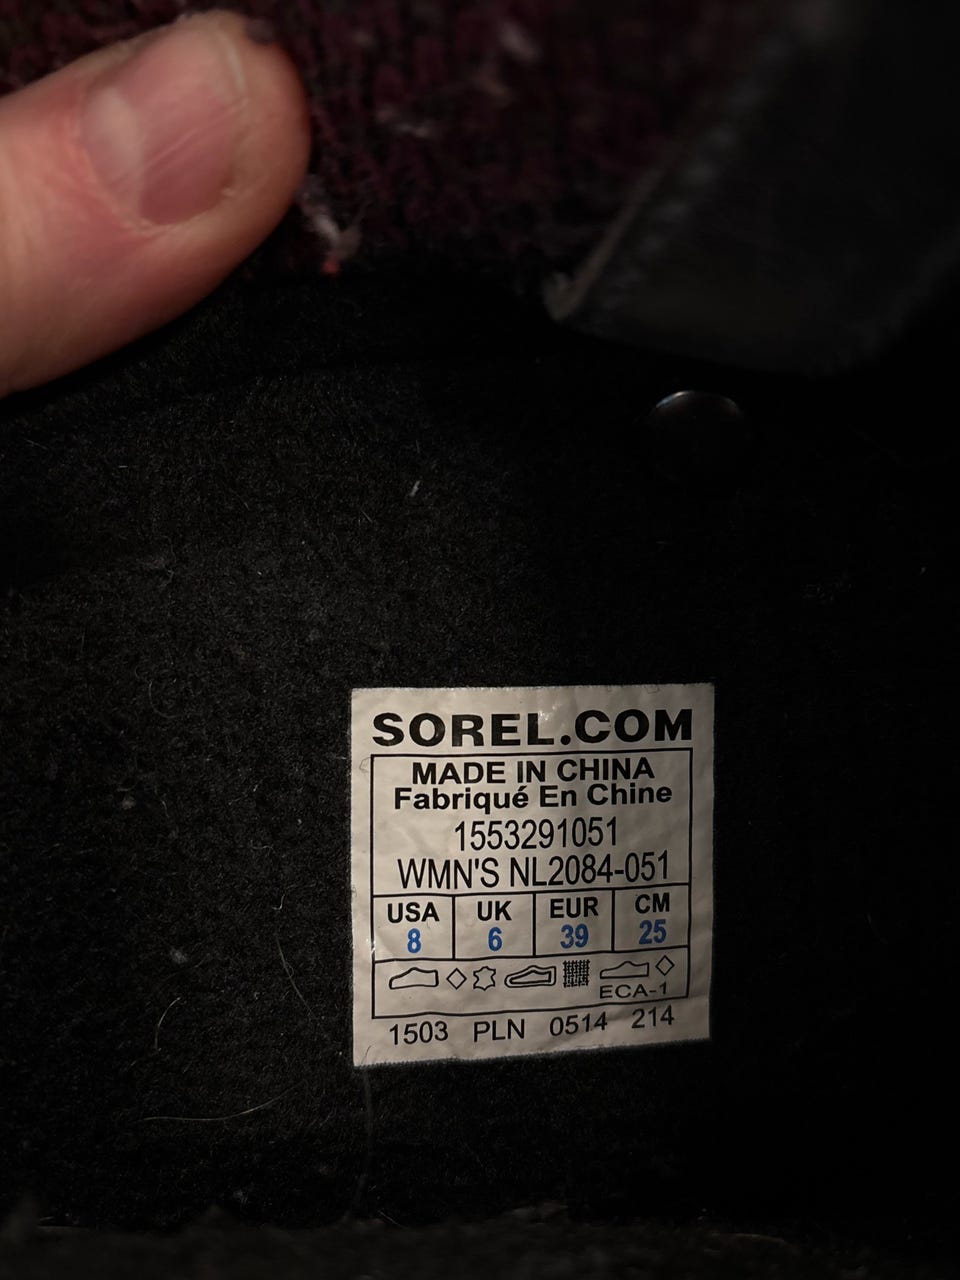 SOREL.COM
MADE IN CHINA
Fabriqué En Chine
1553291051
WMN'S NL2084-051
USA UK EUR CM
8 6 39 25
ECA-1
1503 PLN 0514 214